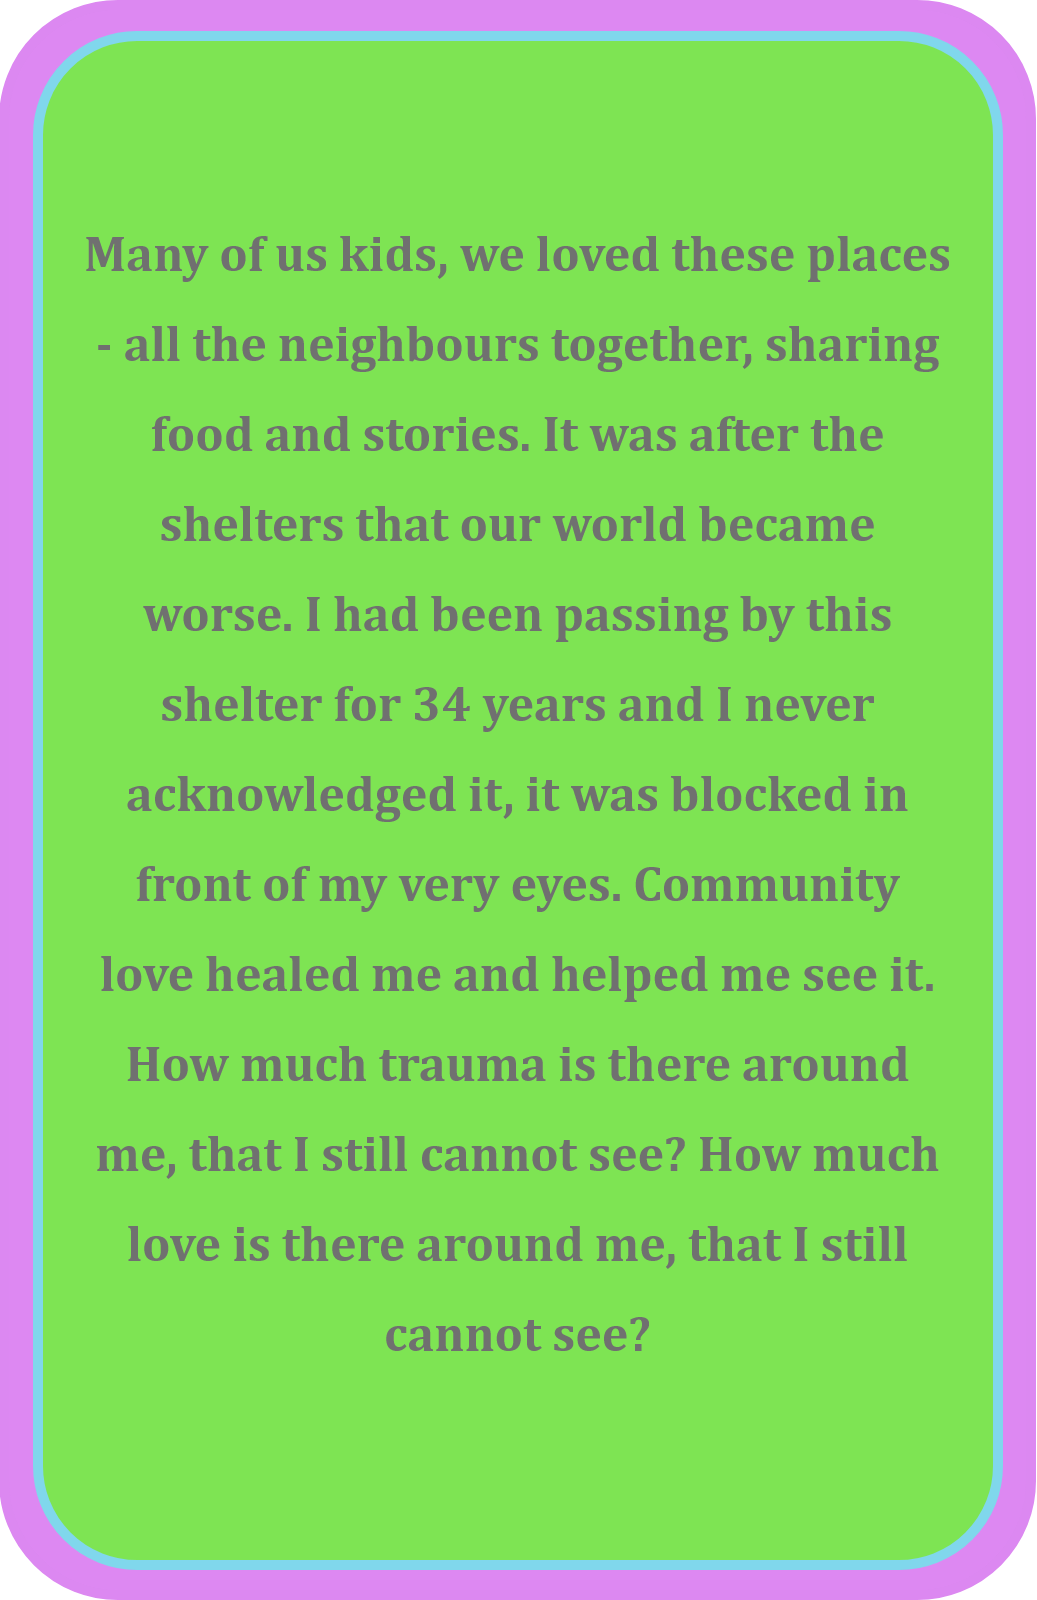 Many of us kids, we loved these places
- all the neighbours together, sharing
food and stories. It was after the
shelters that our world became
worse. I had been passing by this
shelter for 34 years and I never
acknowledged it, it was blocked in
front of my very eyes. Community
love healed me and helped me see it.
How much trauma is there around
me, that I still cannot see? How much
love is there around me, that I still
cannot see?